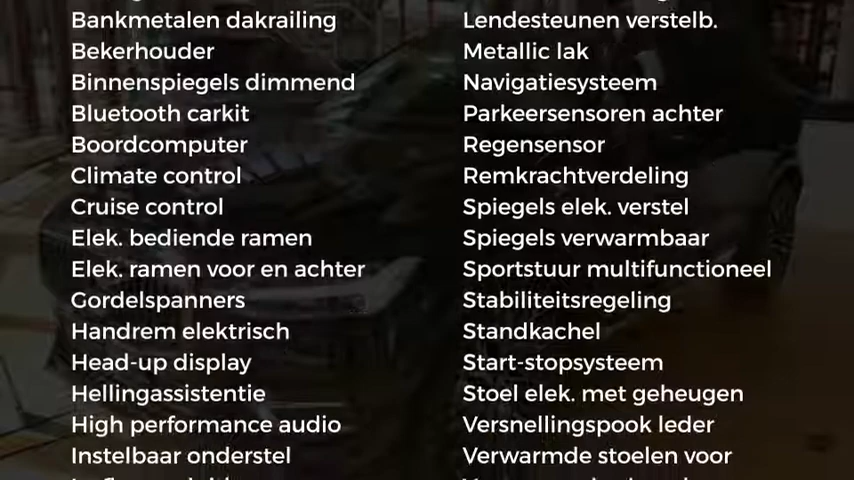 Bankmetalen dakrailing
Bekerhouder
Binnenspiegels dimmend
Bluetooth carkit
Boordcomputer
Climate control
Cruise control
Elek. bediende ramen
Elek. ramen voor en achter
Gordelspanners
Handrem elektrisch
Head-up display
Hellingassistentie
High performance audio
Instelbaar onderstel
Lendesteunen verstelb.
Metallic lak
Navigatiesysteem
Parkeersensoren achter
Regensensor
Remkrachtverdeling
Spiegels elek. verstel
Spiegels verwarmbaar
Sportstuur multifunctioneel
Stabiliteitsregeling
Standkachel
Start-stopsysteem
Stoel elek. met geheugen
Versnellingspook leder
Verwarmde stoelen voor